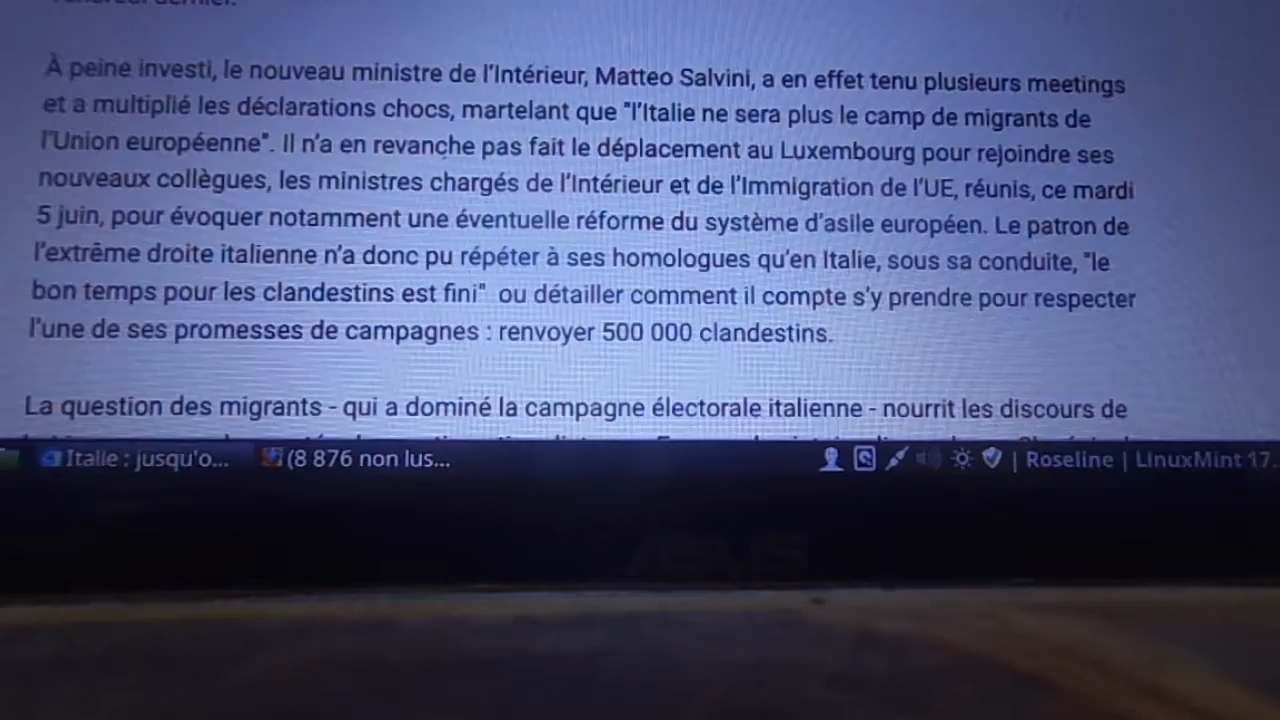 À peine investi, le nouveau ministre de l'Intérieur, Matteo Salvini, a en effet tenu plusieurs meetings
et a multiplié les déclarations chocs, martelant que "l'Italie ne sera plus le camp de migrants de
l'Union européenne". Il n'a en revanche pas fait le déplacement au Luxembourg pour rejoindre ses
nouveaux collègues, les ministres chargés de l'Intérieur et de l'Immigration de l'UE, réunis, ce mardi
5 juin, pour évoquer notamment une éventuelle réforme du système d'asile européen. Le patron de
l'extrême droite italienne n'a donc pu répéter à ses homologues qu'en Italie, sous sa conduite, "le
bon temps pour les clandestins est fini" ou détailler comment il compte s'y prendre pour respecter
l'une de ses promesses de campagnes : renvoyer 500 000 clandestins.
La question des migrants - qui a dominé la campagne électorale italienne - nourrit les discours de
Italie : jusqu'o... (8 876 non lus... | Roseline | LinuxMint 17.
ASUS